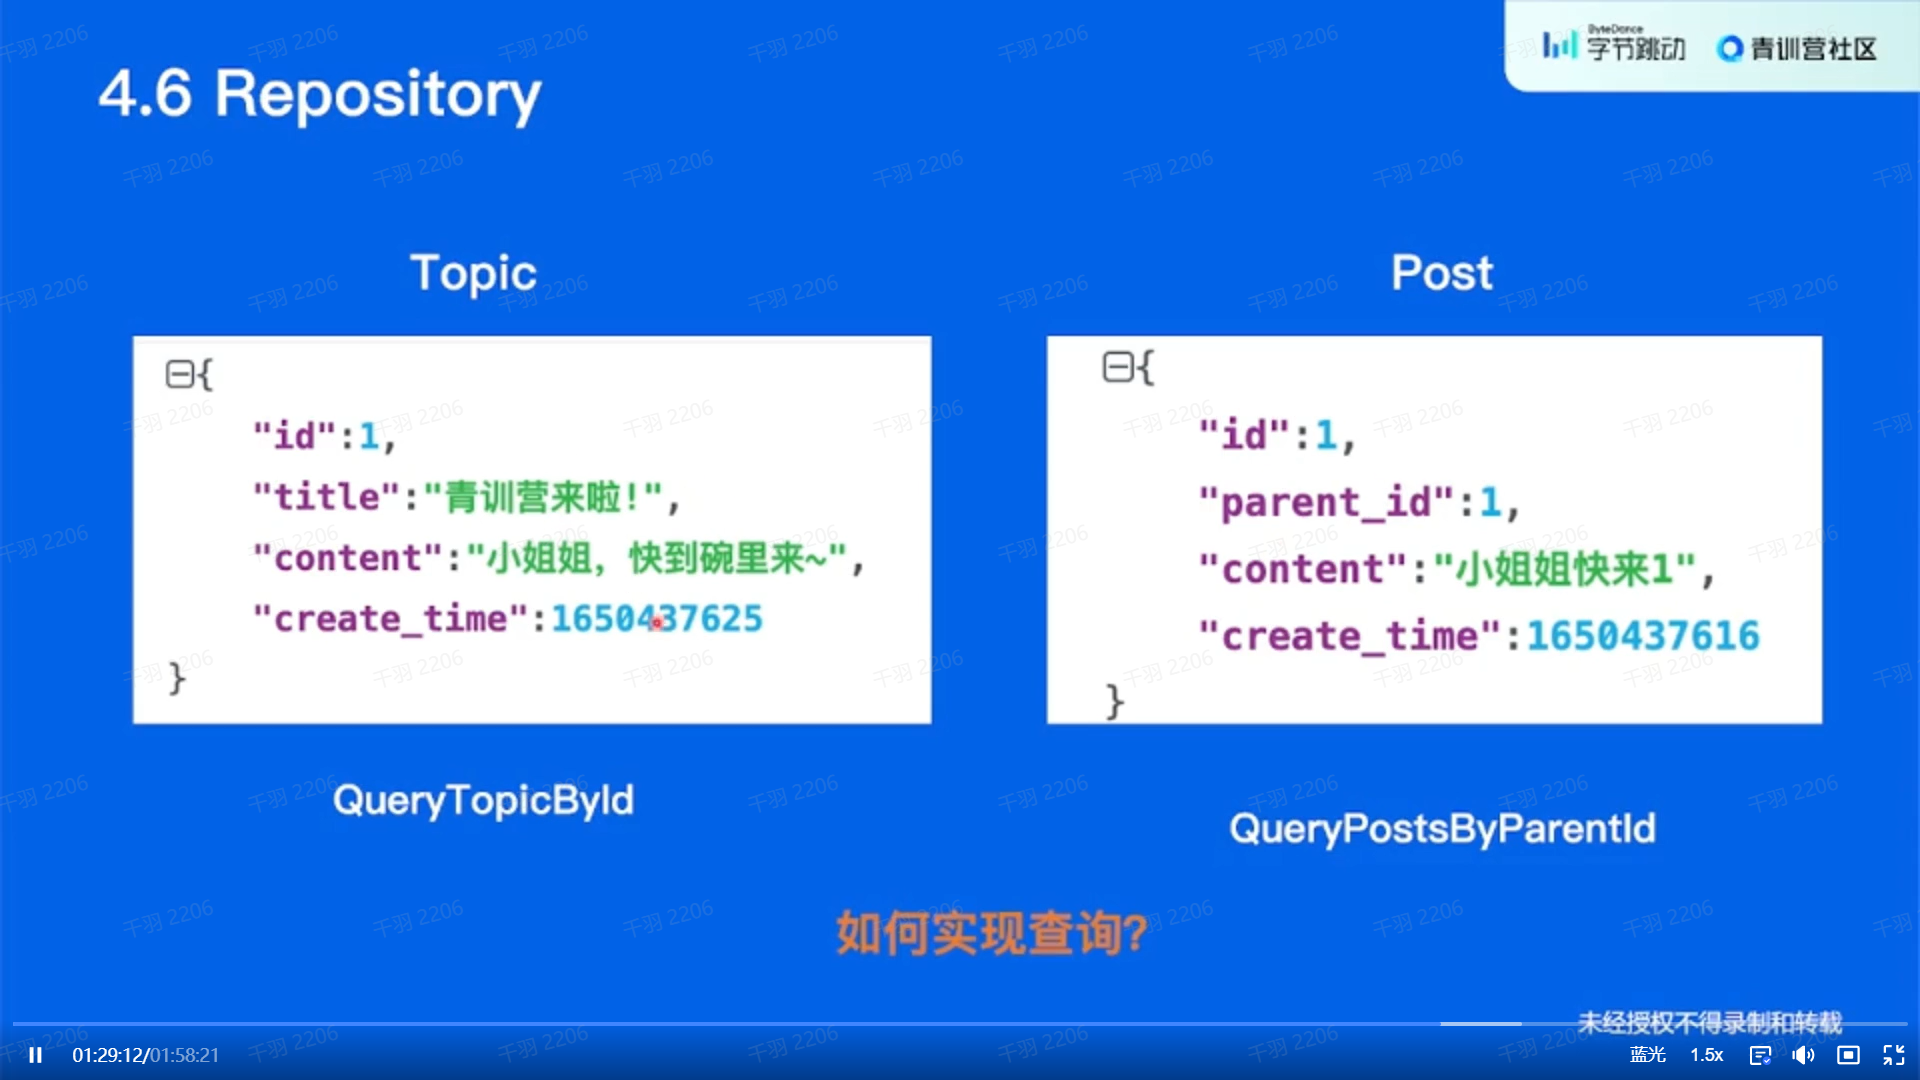 ByteDance
字节跳动
青训营社区
4.6 Repository
Topic
Post
{
"id":1,
"title":"青训营来啦!",
"content":"小姐姐，快到碗里来~",
"create_time":1650437625
}
{
"id":1,
"parent_id":1,
"content":"小姐姐快来1",
"create_time":1650437616
}
QueryTopicById
QueryPostsByParentId
如何实现查询?
未经授权不得录制和转载
01:29:12/01:58:21
蓝光
1.5x
千羽 2206